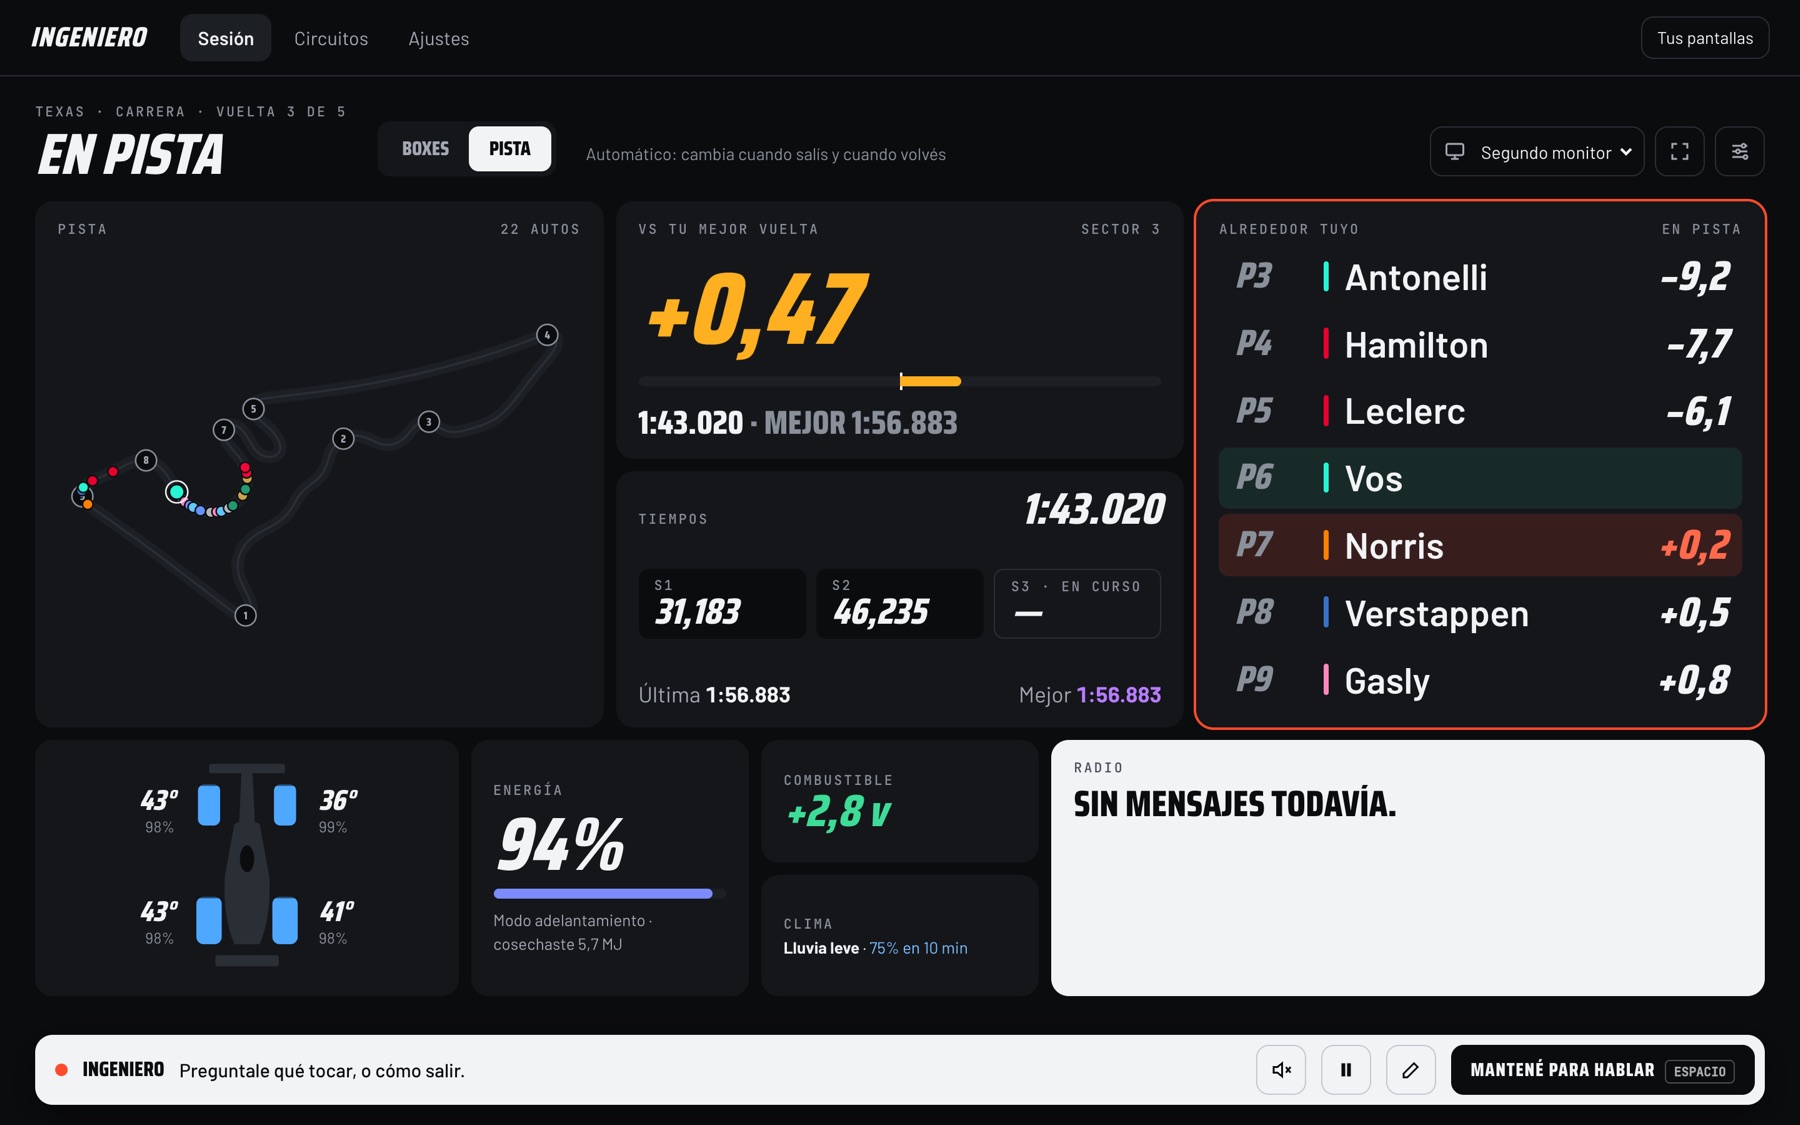 INGENIERO
Sesión
Circuitos
Ajustes
Tus pantallas
TEXAS · CARRERA · VUELTA 3 DE 5
EN PISTA
BOXES
PISTA
Automático: cambia cuando salís y cuando volvés
Segundo monitor
PISTA
22 AUTOS
4
5
7
3
2
8
1
VS TU MEJOR VUELTA
SECTOR 3
+0,47
1:43.020 · MEJOR 1:56.883
TIEMPOS
1:43.020
S1
31,183
S2
46,235
S3 · EN CURSO
—
Última 1:56.883
Mejor 1:56.883
ALREDEDOR TUYO
EN PISTA
P3 Antonelli −9,2
P4 Hamilton −7,7
P5 Leclerc −6,1
P6 Vos
P7 Norris +0,2
P8 Verstappen +0,5
P9 Gasly +0,8
43° 36°
98% 99%
43° 41°
98% 98%
ENERGÍA
94%
Modo adelantamiento ·
cosechaste 5,7 MJ
COMBUSTIBLE
+2,8 v
CLIMA
Lluvia leve · 75% en 10 min
RADIO
SIN MENSAJES TODAVÍA.
INGENIERO Preguntale qué tocar, o cómo salir.
MANTENÉ PARA HABLAR ESPACIO